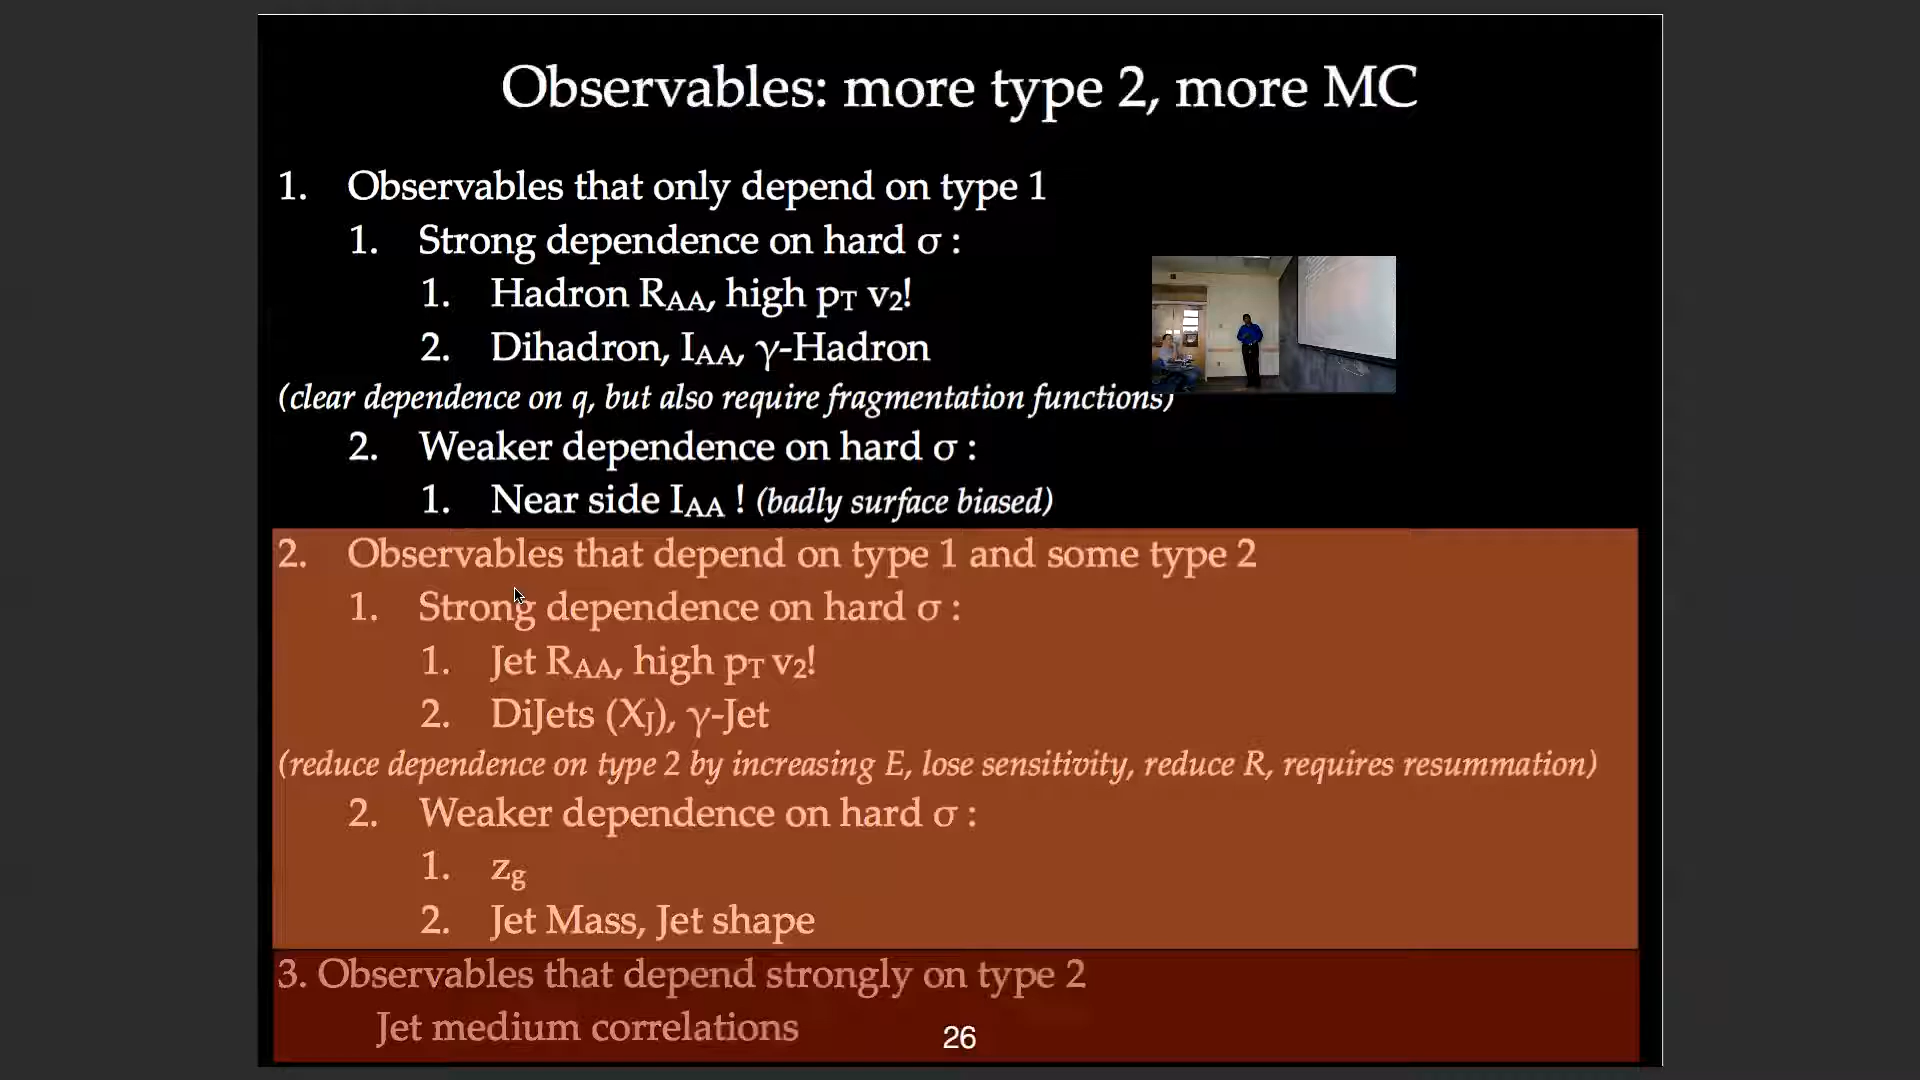 Observables: more type 2, more MC
1. Observables that only depend on type 1
1. Strong dependence on hard σ :
1. Hadron RAA, high pT v2!
2. Dihadron, IAA, γ-Hadron
(clear dependence on q, but also require fragmentation functions)
2. Weaker dependence on hard σ :
1. Near side IAA ! (badly surface biased)
2. Observables that depend on type 1 and some type 2
1. Strong dependence on hard σ :
1. Jet RAA, high pT v2!
2. DiJets (XJ), γ-Jet
(reduce dependence on type 2 by increasing E, lose sensitivity, reduce R, requires resummation)
2. Weaker dependence on hard σ :
1. zg
2. Jet Mass, Jet shape
3. Observables that depend strongly on type 2
Jet medium correlations
26